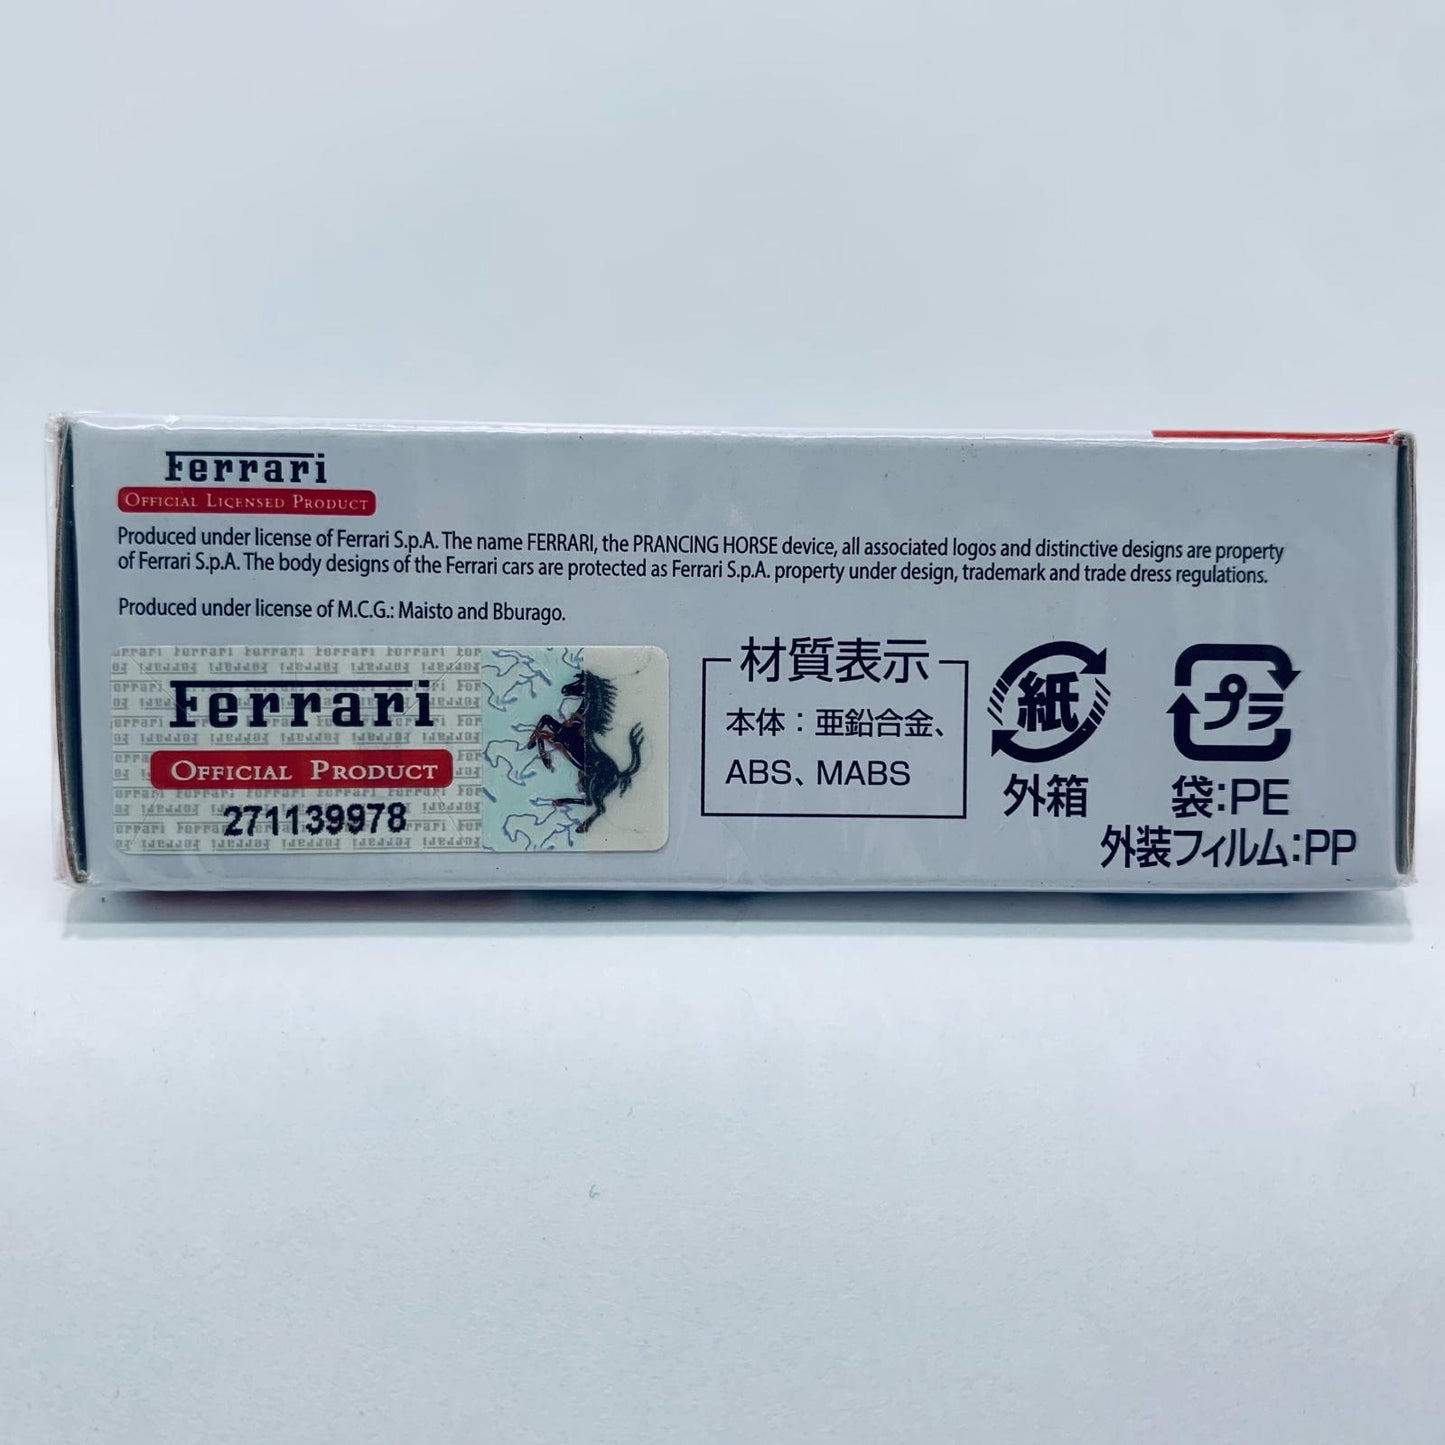 Ferrari
OFFICIAL LICENSED PRODUCT
Produced under license of Ferrari S.p.A. The name FERRARI, the PRANCING HORSE device, all associated logos and distinctive designs are property
of Ferrari S.p.A. The body designs of the Ferrari cars are protected as Ferrari S.p.A. property under design, trademark and trade dress regulations.
Produced under license of M.C.G.: Maisto and Bburago.
Ferrari
OFFICIAL PRODUCT
271139978
材質表示
本体：亜鉛合金、
ABS、MABS
紙
外箱
プラ
袋：PE
外装フィルム：PP